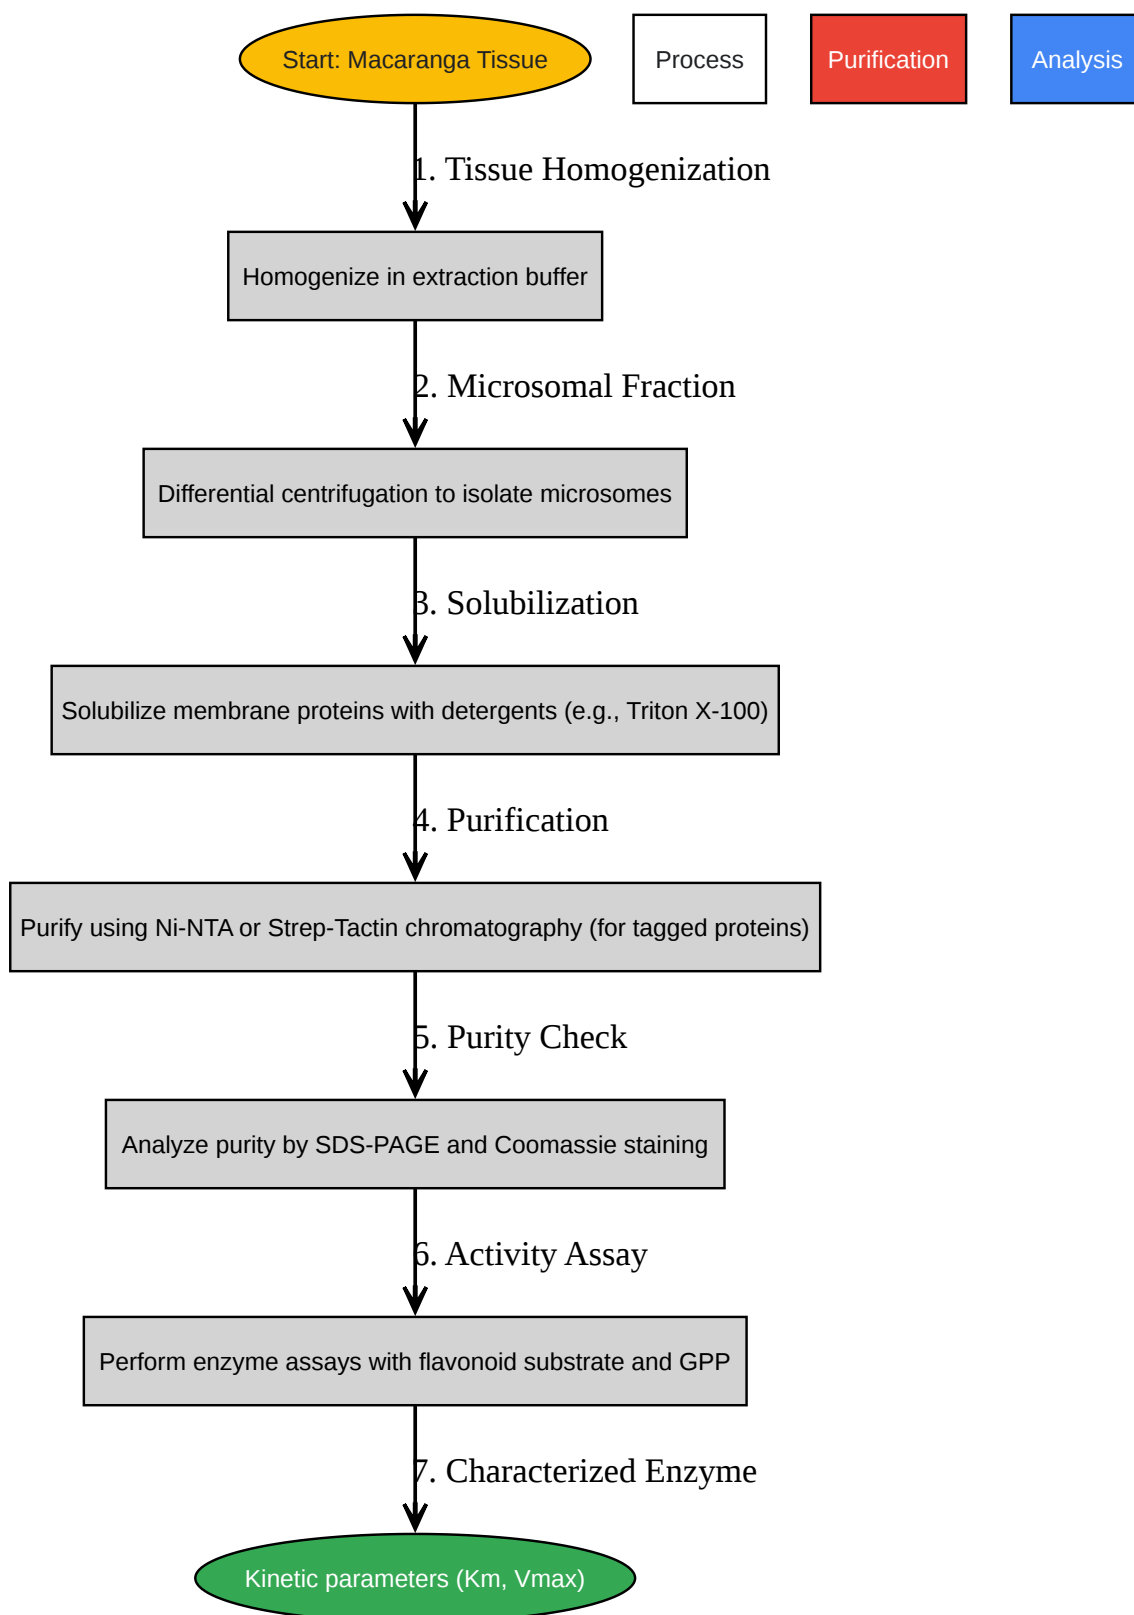 Start: Macaranga Tissue
Process
Purification
Analysis
1. Tissue Homogenization
Homogenize in extraction buffer
2. Microsomal Fraction
Differential centrifugation to isolate microsomes
3. Solubilization
Solubilize membrane proteins with detergents (e.g., Triton X-100)
4. Purification
Purify using Ni-NTA or Strep-Tactin chromatography (for tagged proteins)
5. Purity Check
Analyze purity by SDS-PAGE and Coomassie staining
6. Activity Assay
Perform enzyme assays with flavonoid substrate and GPP
7. Characterized Enzyme
Kinetic parameters (Km, Vmax)